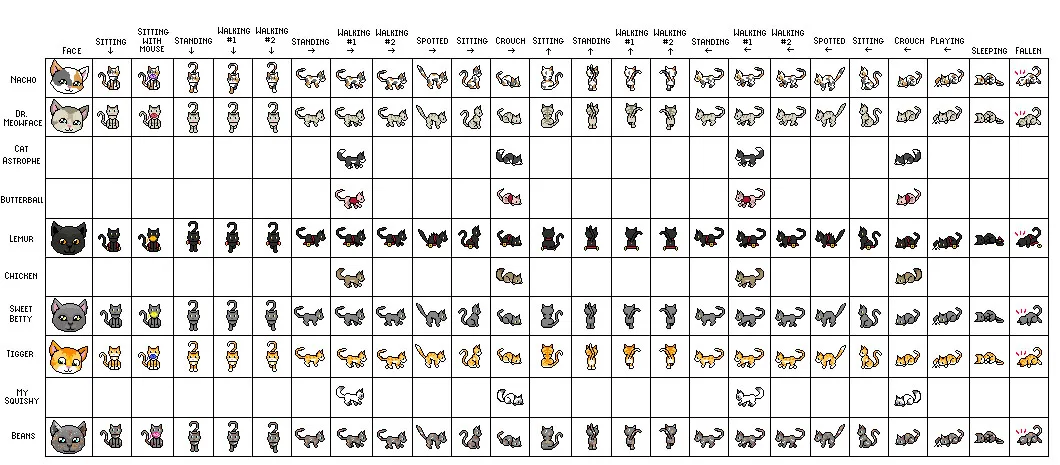 FACE SITTING ↓ SITTING WITH MOUSE STANDING ↓ WALKING #1 ↓ WALKING #2 ↓ STANDING → WALKING #1 → WALKING #2 → SPOTTED → SITTING → CROUCH → SITTING ↑ STANDING ↑ WALKING #1 ↑ WALKING #2 ↑ STANDING ← WALKING #1 ← WALKING #2 ← SPOTTED ← SITTING ← CROUCH ← PLAYING ← SLEEPING FALLEN
NACHO
DR.
MEOWFACE
CAT
ASTROPHE
BUTTERBALL
LEMUR
CHICKEN
SWEET
BETTY
TIGGER
MY
SQUISHY
BEANS